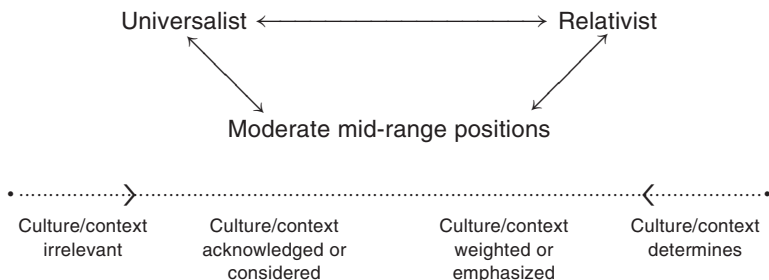 Universalist Relativist
Moderate mid-range positions
Culture/context Culture/context Culture/context Culture/context
irrelevant acknowledged or weighted or determines
considered emphasized